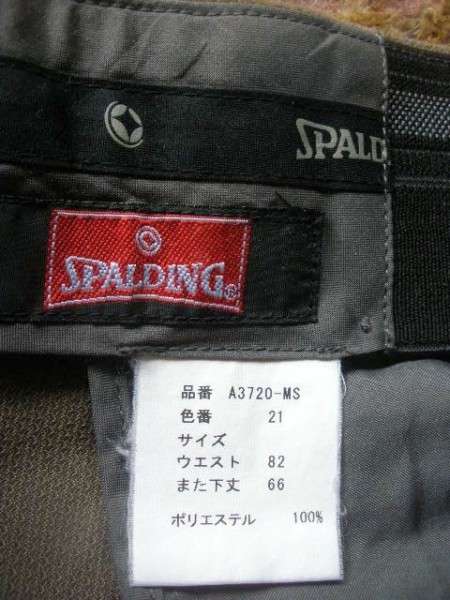 SPALD
SPALDING®
品番 A3720-MS
色番 21
サイズ
ウエスト 82
また下丈 66
ポリエステル 100%